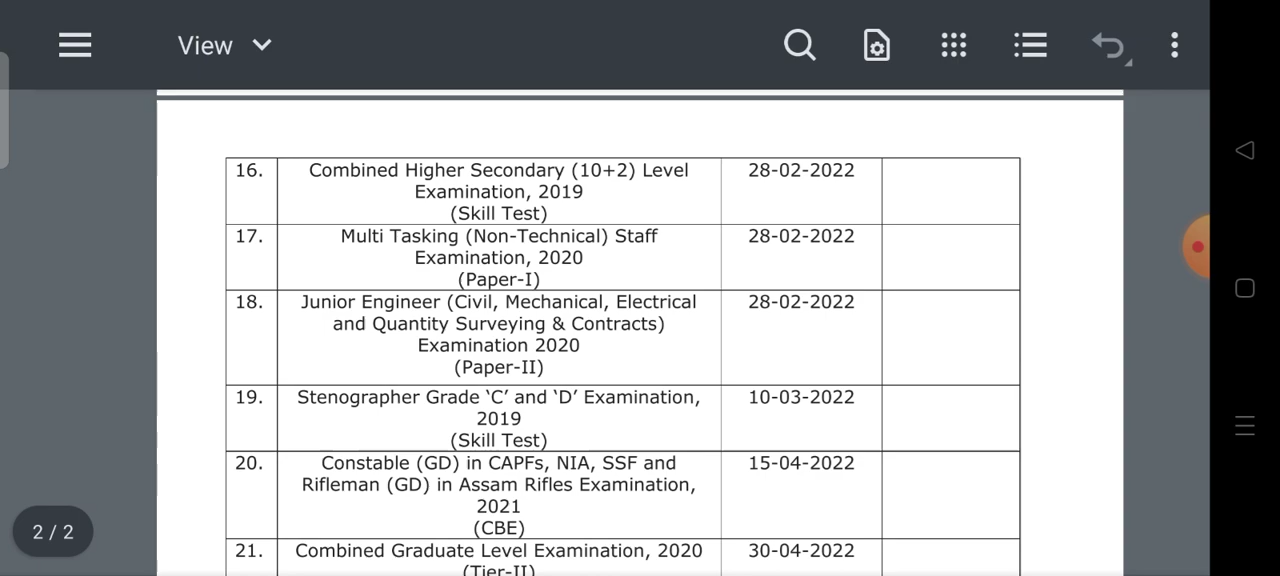 View
16. Combined Higher Secondary (10+2) Level 28-02-2022
Examination, 2019
(Skill Test)
17. Multi Tasking (Non-Technical) Staff 28-02-2022
Examination, 2020
(Paper-I)
18. Junior Engineer (Civil, Mechanical, Electrical 28-02-2022
and Quantity Surveying & Contracts)
Examination 2020
(Paper-II)
19. Stenographer Grade ‘C’ and ‘D’ Examination, 10-03-2022
2019
(Skill Test)
20. Constable (GD) in CAPFs, NIA, SSF and 15-04-2022
Rifleman (GD) in Assam Rifles Examination,
2021
(CBE)
21. Combined Graduate Level Examination, 2020 30-04-2022
(Tier-II)
2 / 2